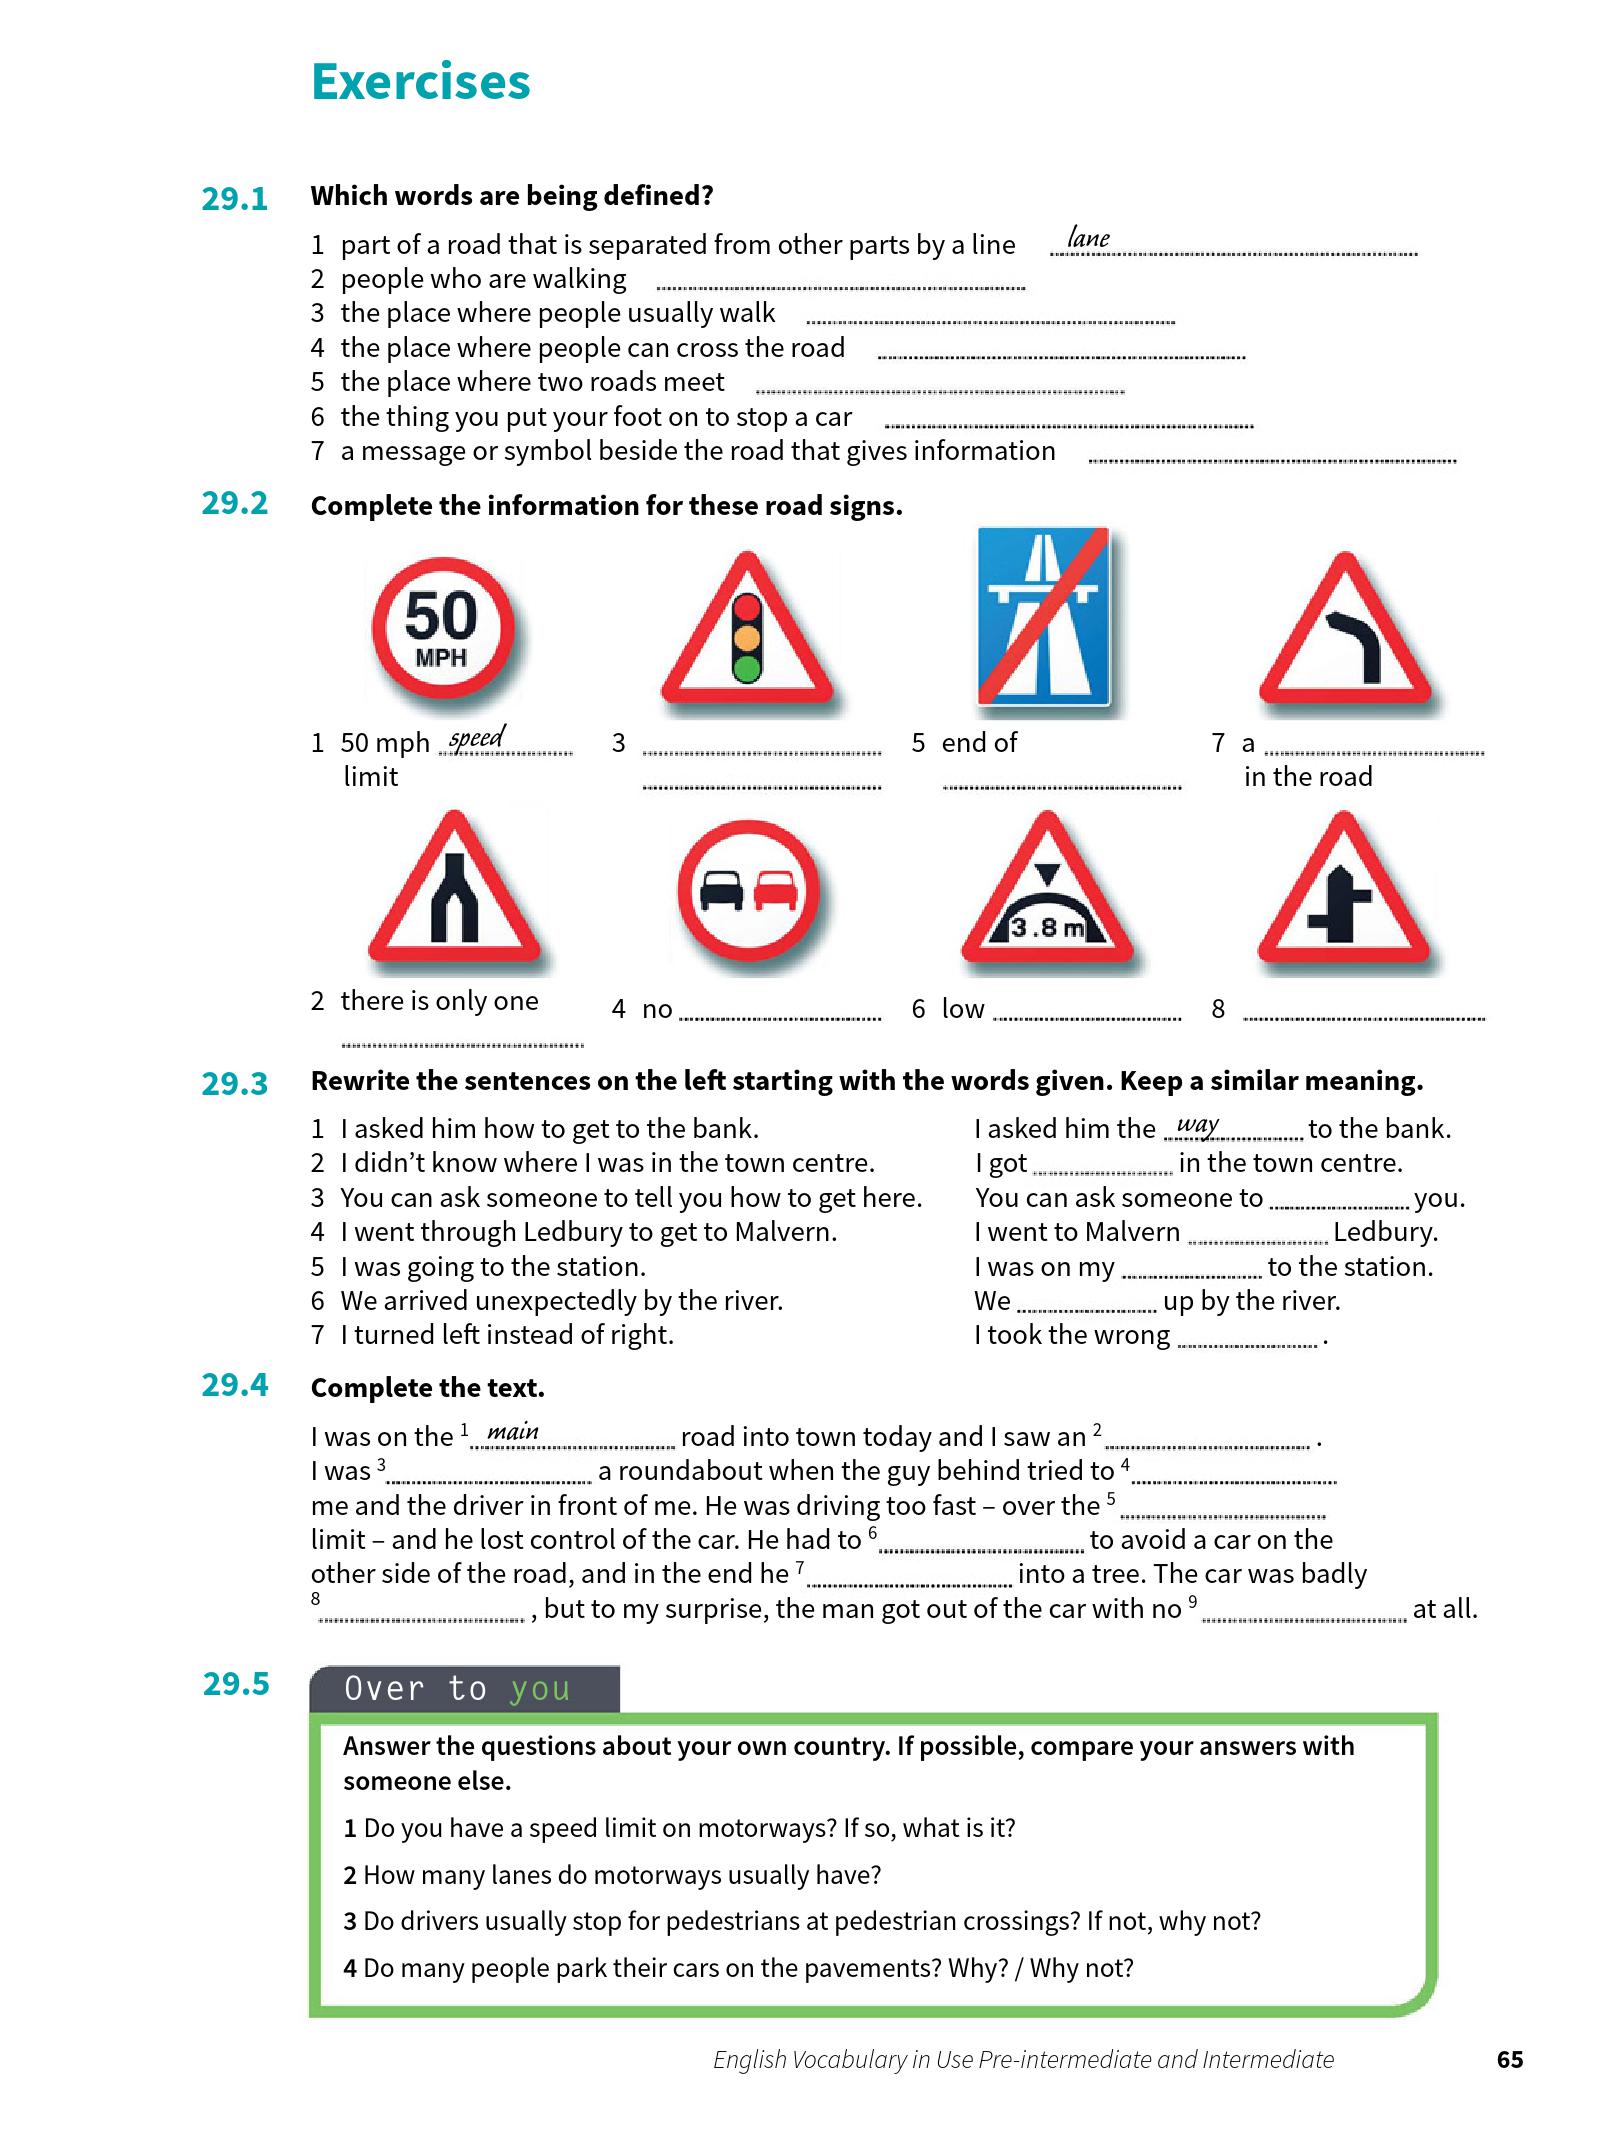 Exercises
29.1 Which words are being defined?
1 part of a road that is separated from other parts by a line lane
2 people who are walking
3 the place where people usually walk
4 the place where people can cross the road
5 the place where two roads meet
6 the thing you put your foot on to stop a car
7 a message or symbol beside the road that gives information
29.2 Complete the information for these road signs.
50
MPH
1 50 mph speed
limit
3
5 end of
7 a
in the road
3.8m
2 there is only one
4 no
6 low
8
29.3 Rewrite the sentences on the left starting with the words given. Keep a similar meaning.
1 I asked him how to get to the bank. I asked him the way to the bank.
2 I didn't know where I was in the town centre. I got in the town centre.
3 You can ask someone to tell you how to get here. You can ask someone to you.
4 I went through Ledbury to get to Malvern. I went to Malvern Ledbury.
5 I was going to the station. I was on my to the station.
6 We arrived unexpectedly by the river. We up by the river.
7 I turned left instead of right. I took the wrong .
29.4 Complete the text.
I was on the 1 main road into town today and I saw an 2 .
I was 3 a roundabout when the guy behind tried to 4
me and the driver in front of me. He was driving too fast – over the 5
limit – and he lost control of the car. He had to 6 to avoid a car on the
other side of the road, and in the end he 7 into a tree. The car was badly
8 , but to my surprise, the man got out of the car with no 9 at all.
29.5 Over to you
Answer the questions about your own country. If possible, compare your answers with
someone else.
1 Do you have a speed limit on motorways? If so, what is it?
2 How many lanes do motorways usually have?
3 Do drivers usually stop for pedestrians at pedestrian crossings? If not, why not?
4 Do many people park their cars on the pavements? Why? / Why not?
English Vocabulary in Use Pre-intermediate and Intermediate 65